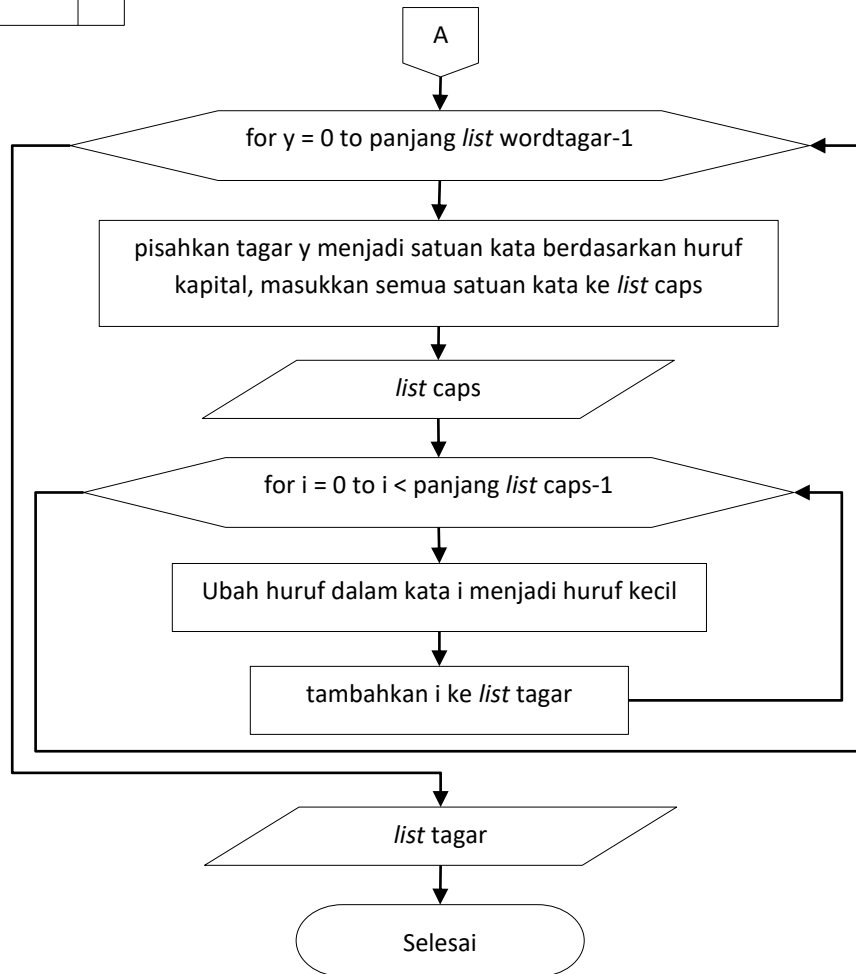 A
for y = 0 to panjang list wordtagar-1
pisahkan tagar y menjadi satuan kata berdasarkan huruf
kapital, masukkan semua satuan kata ke list caps
list caps
for i = 0 to i < panjang list caps-1
Ubah huruf dalam kata i menjadi huruf kecil
tambahkan i ke list tagar
list tagar
Selesai